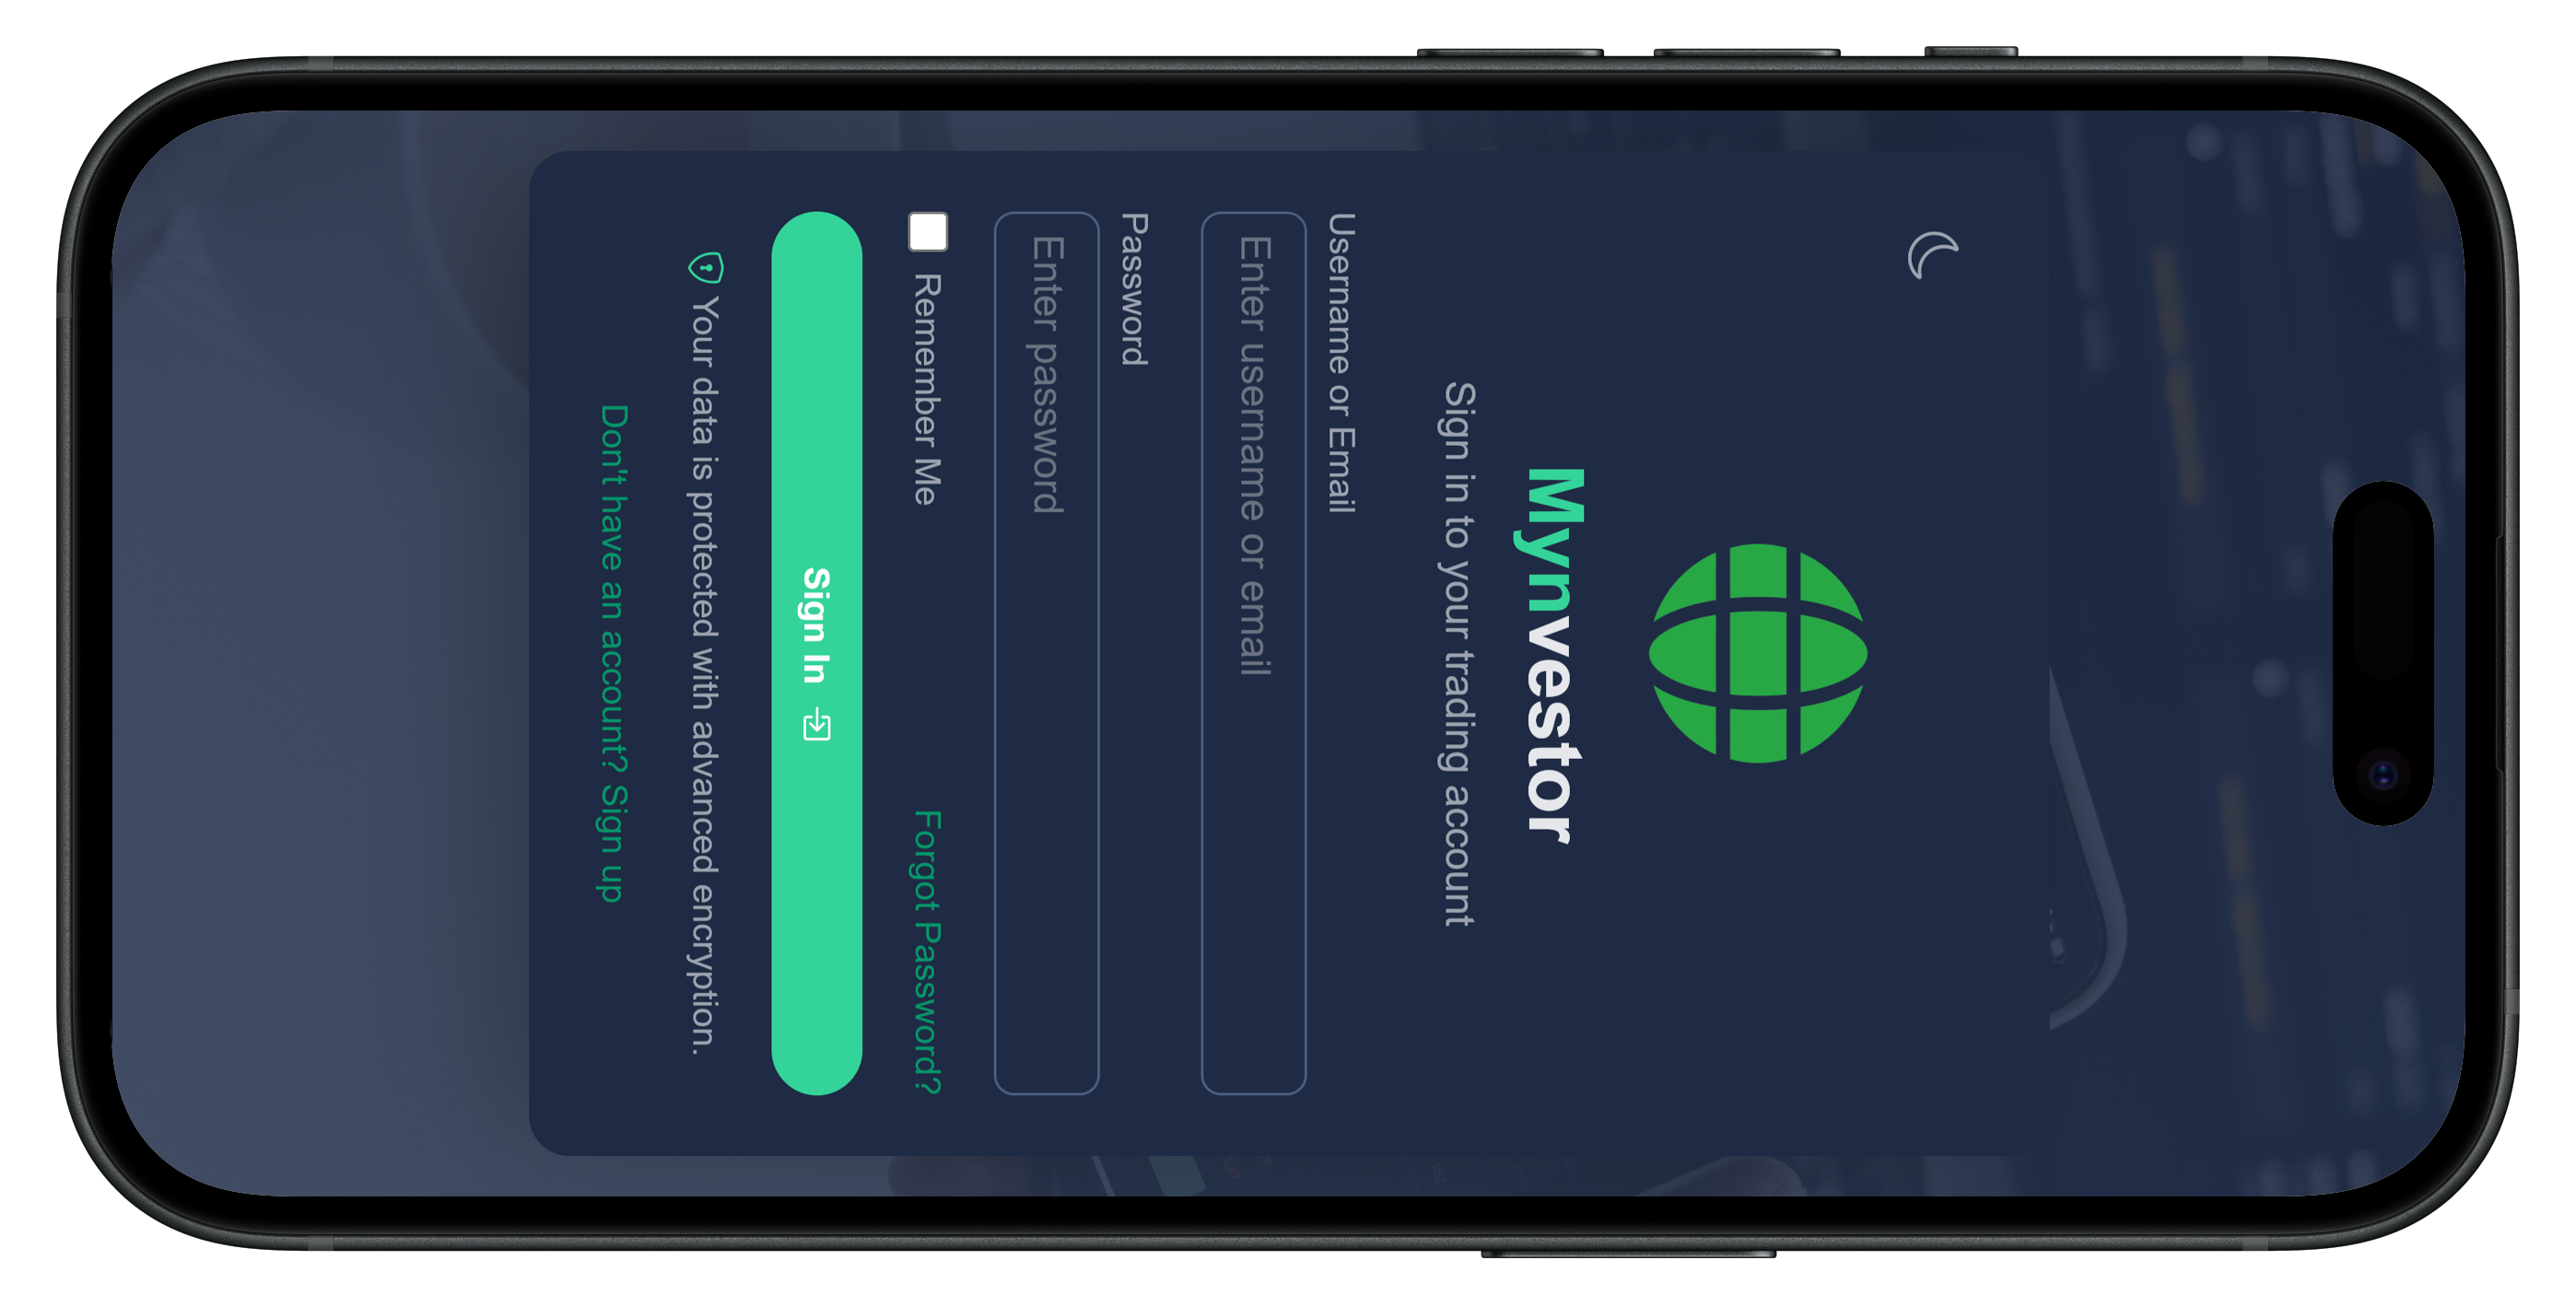 Mynvestor
Sign in to your trading account
Username or Email
Enter username or email
Password
Enter password
Remember Me
Forgot Password?
Sign In
Your data is protected with advanced encryption.
Don't have an account? Sign up